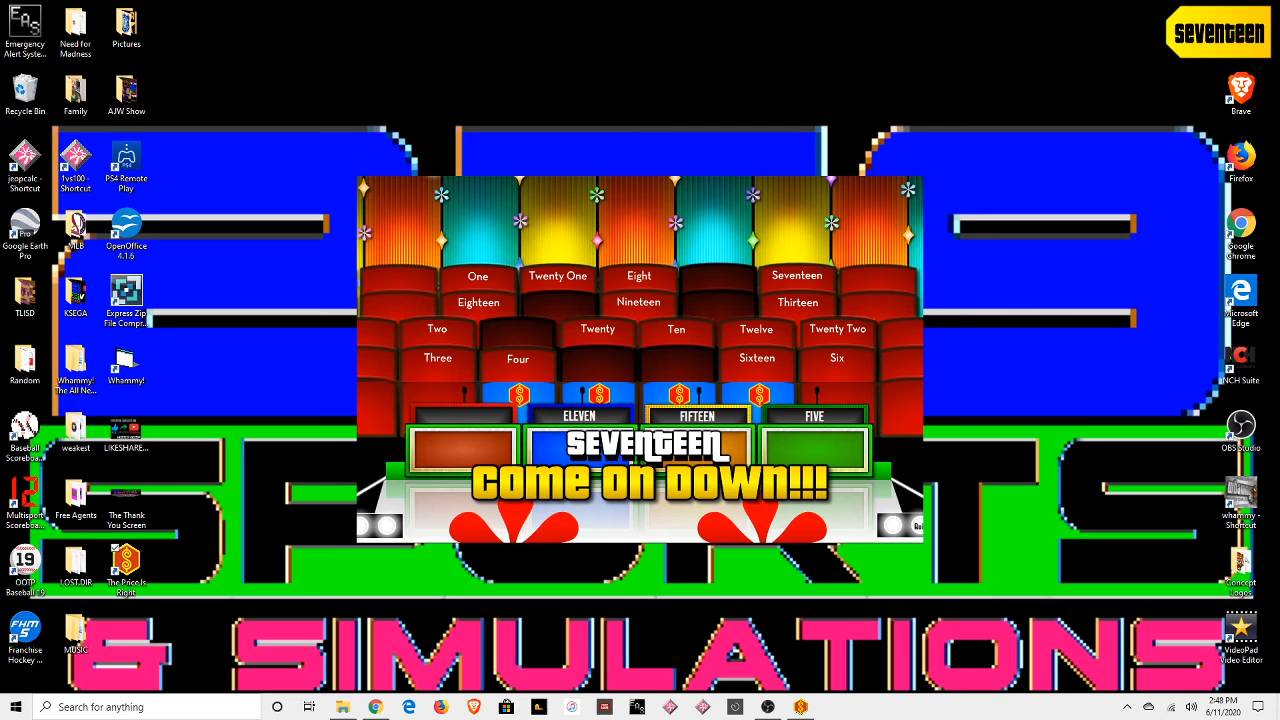 seventeen
Emergency
Alert Syste...
Need for
Madness
Pictures
Recycle Bin
Family
AJW Show
Brave
jeopcalc -
Shortcut
1vs100 -
Shortcut
PS4 Remote
Play
Firefox
Google Earth
Pro
MLB
OpenOffice
4.1.6
Google
Chrome
TLISD
KSEGA
Express Zip
File Compr...
Microsoft
Edge
Random
Whammy!
The All Ne...
Whammy!
NCH Suite
Baseball
Scoreboa...
weakest
LIKESHARE...
OBS Studio
Multisport
Scoreboa...
Free Agents
The Thank
You Screen
whammy -
Shortcut
OOTP
Baseball 19
LOST.DIR
The Price Is
Right
Concept
Logos
Franchise
Hockey ...
MUSIC
VideoPad
Video Editor
One
Twenty One
Eight
Seventeen
Eighteen
Nineteen
Thirteen
Two
Twenty
Ten
Twelve
Twenty Two
Three
Four
Sixteen
Six
ELEVEN
FIFTEEN
FIVE
seventeen
come on down!!!
SPORTS
& SIMULATIONS
Search for anything
2:48 PM
6/11/2020